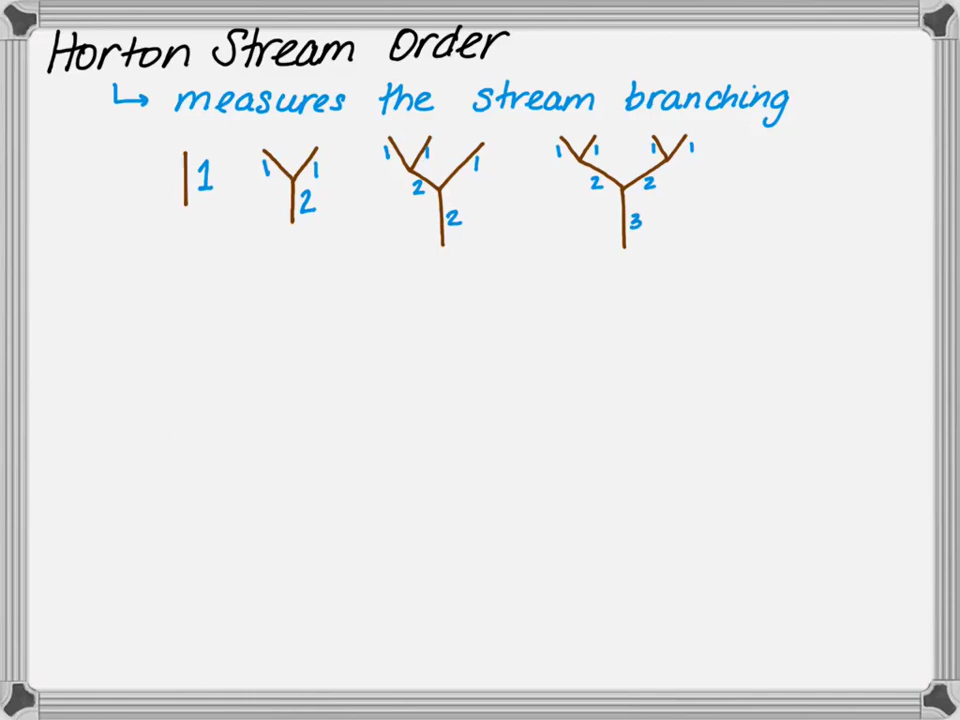 Horton Stream Order
↳ measures the stream branching
1 1 1 1 1 1 1 1 1 1
2 2 2 2
2 3